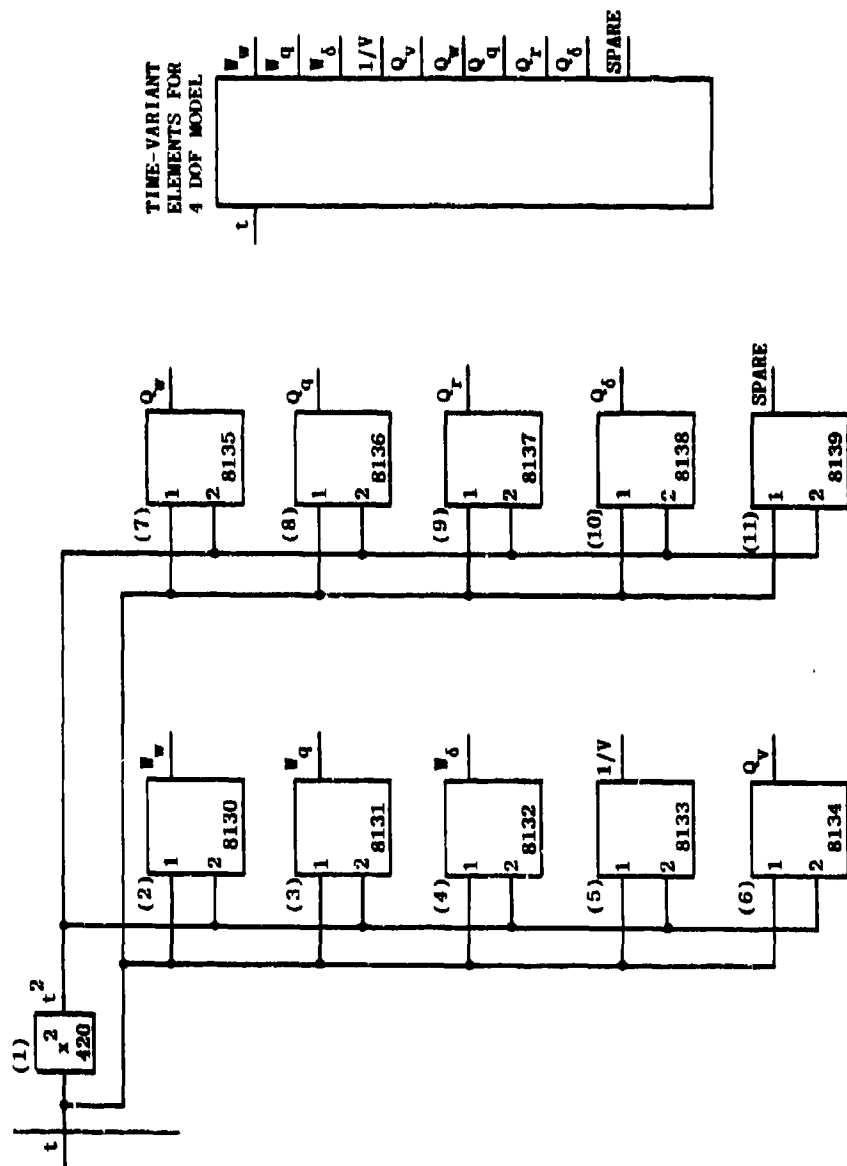 t
(1)
x²
420
t²
(2)
1
2
8130
W_w
(3)
1
2
8131
W_q
(4)
1
2
8132
W_δ
(5)
1
2
8133
1/V
(6)
1
2
8134
Q_v
(7)
1
2
8135
Q_w
(8)
1
2
8136
Q_q
(9)
1
2
8137
Q_r
(10)
1
2
8138
Q_δ
(11)
1
2
8139
SPARE
TIME-VARIANT
ELEMENTS FOR
4 DOF MODEL
t
W_w
W_q
W_δ
1/V
Q_v
Q_w
Q_q
Q_r
Q_δ
SPARE